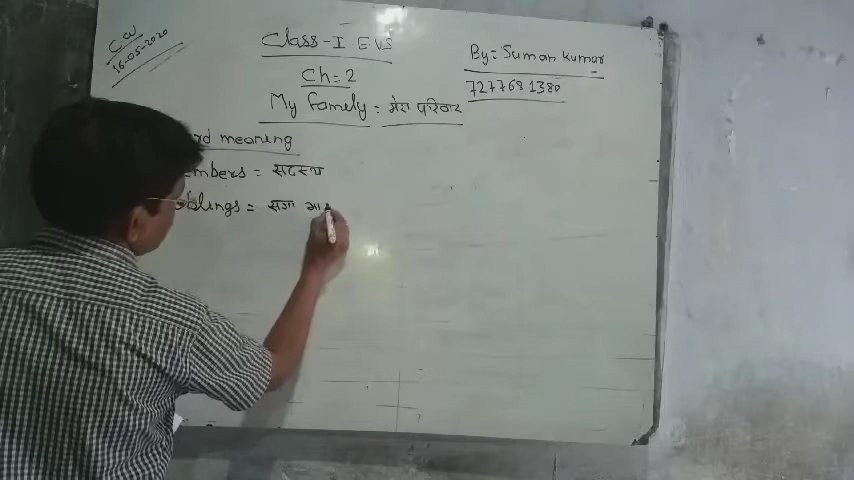 C.W
16-05-2020
Class-I EVS
Ch:2
My family : मेरा परिवार
By: Suman Kumar
7277681380
rd meaning
mbers = सदस्य
blings = सगा भा